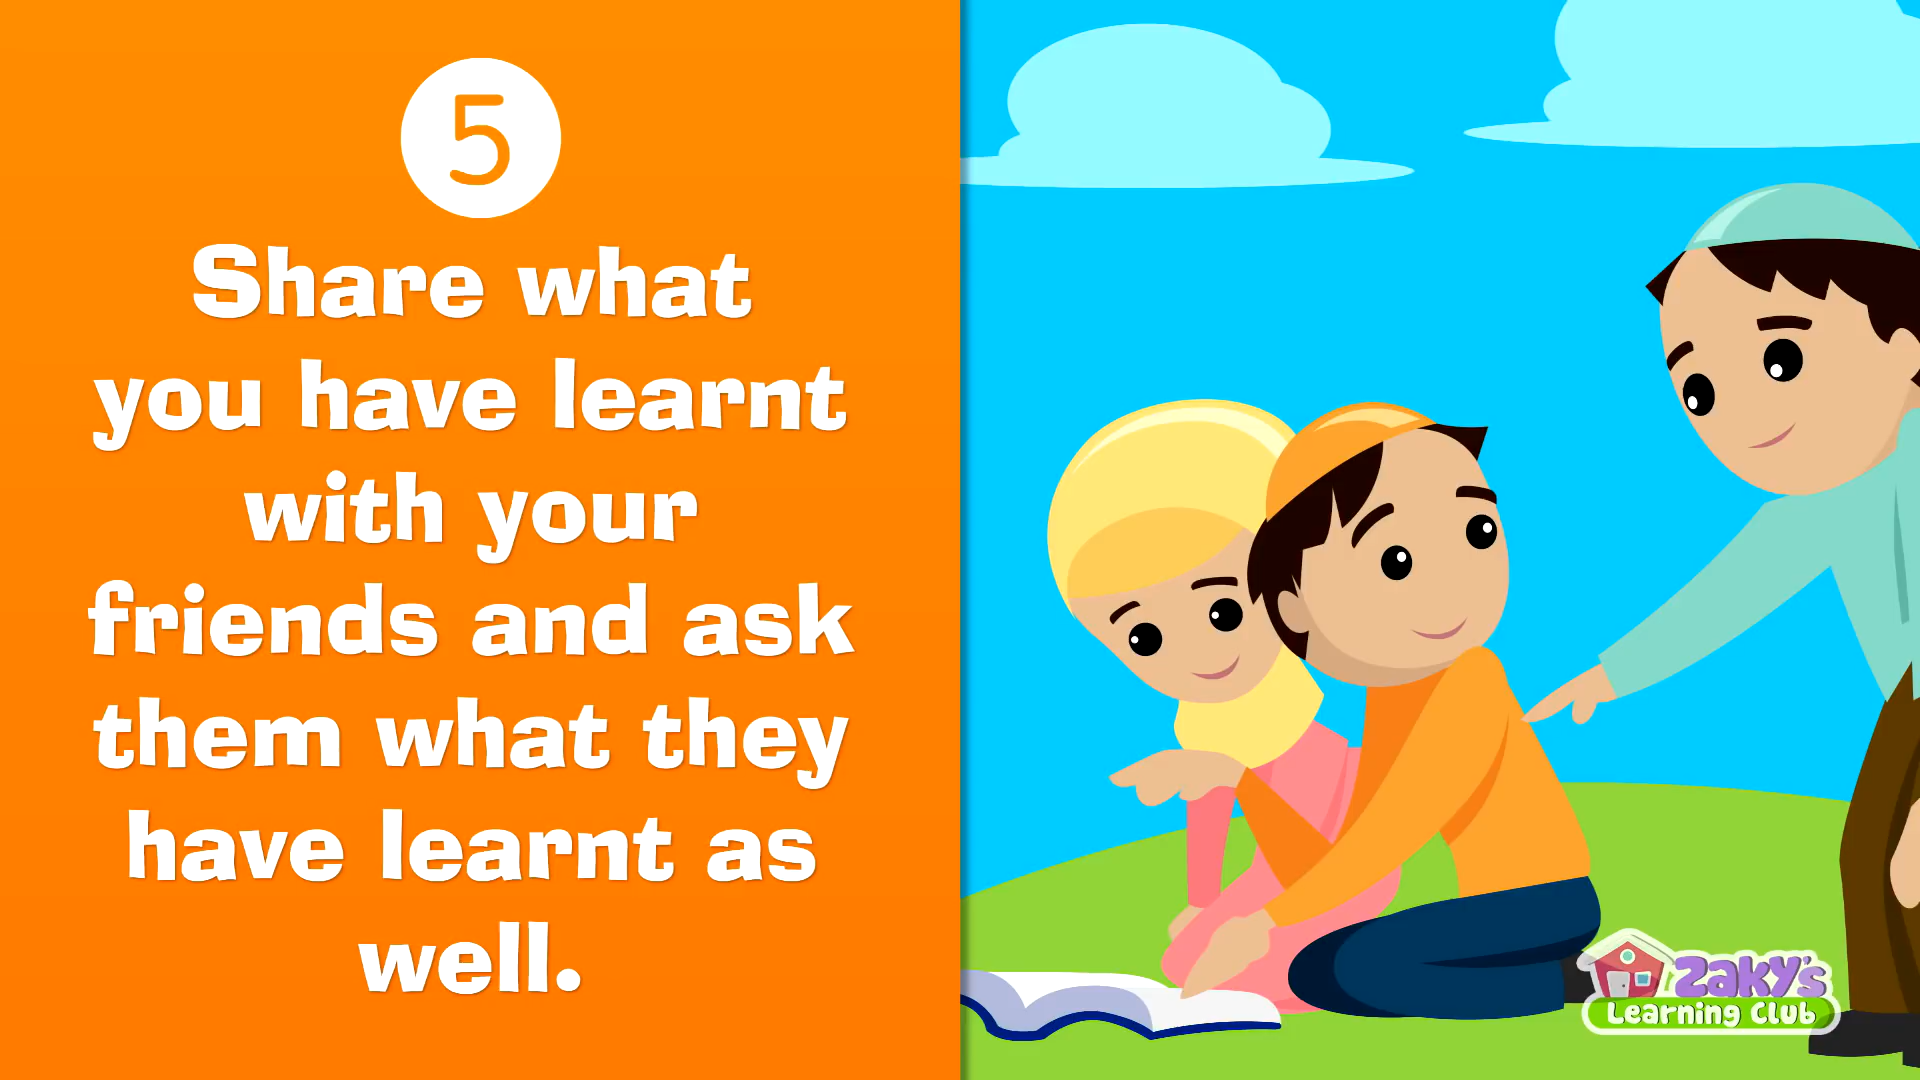 5
Share what
you have learnt
with your
friends and ask
them what they
have learnt as
well.
Zaky's
Learning Club